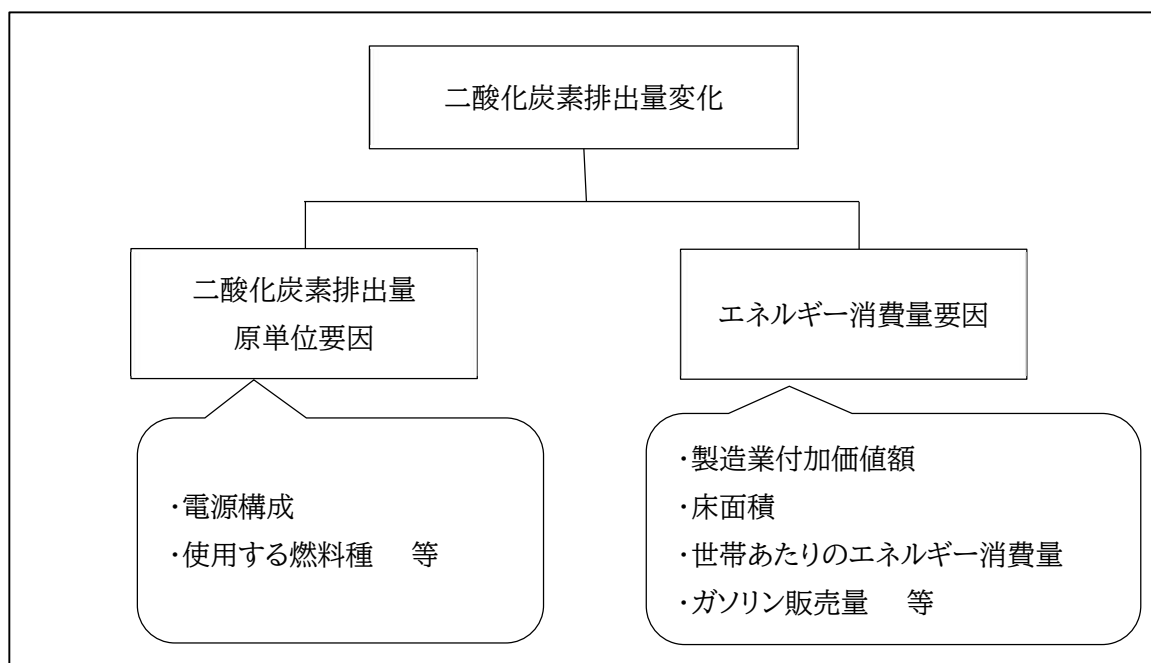 二酸化炭素排出量変化
二酸化炭素排出量
原単位要因
エネルギー消費量要因
・電源構成
・使用する燃料種　等
・製造業付加価値額
・床面積
・世帯あたりのエネルギー消費量
・ガソリン販売量　等